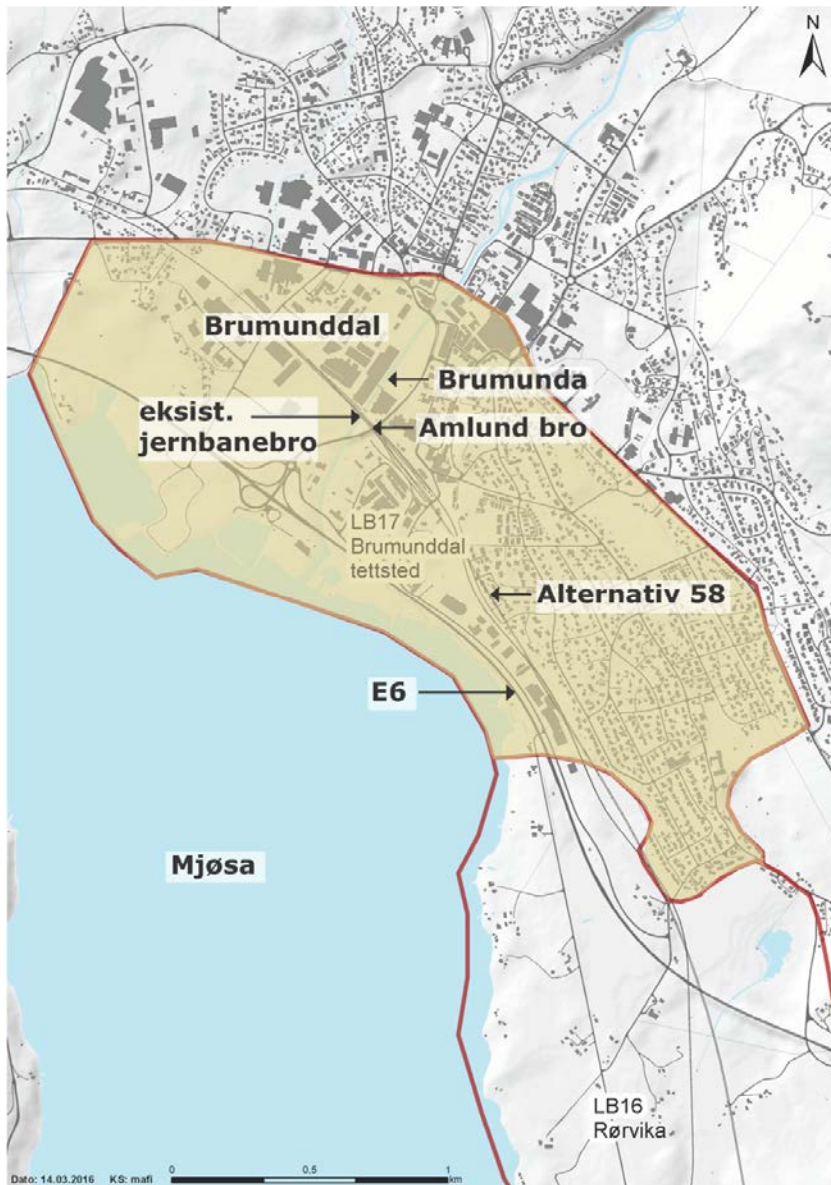 N
Brumunddal
Brumunda
eksist.
jernbanebro
Amlund bro
LB17
Brumunddal
tettsted
Alternativ 58
E6
Mjøsa
LB16
Rørvika
Dato: 14.03.2016 KS: mafi
0 0,5 1
km